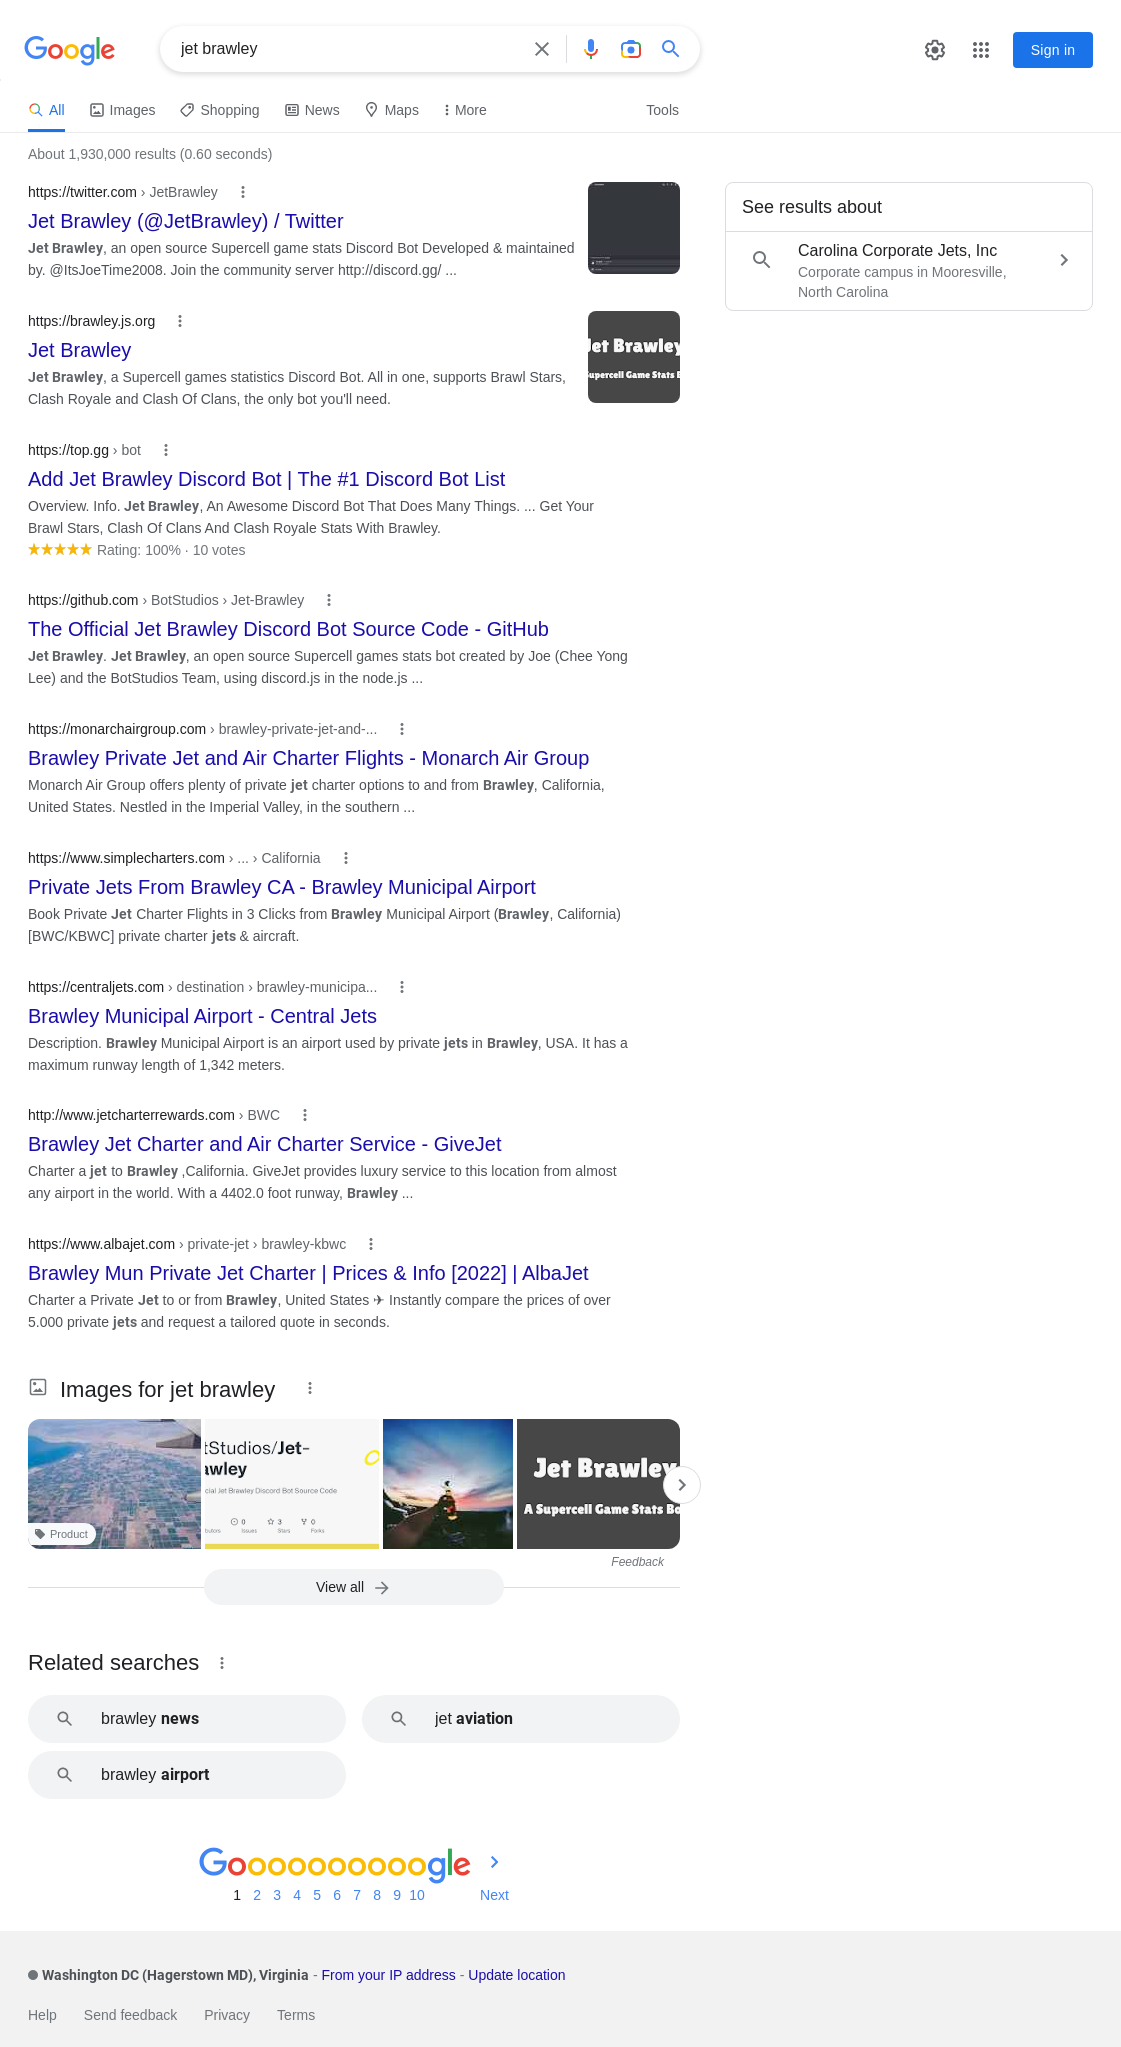 Google
jet brawley
Sign in
All
Images
Shopping
News
Maps
More
Tools
About 1,930,000 results (0.60 seconds)
https://twitter.com › JetBrawley
Jet Brawley (@JetBrawley) / Twitter
Jet Brawley, an open source Supercell game stats Discord Bot Developed & maintained
by. @ItsJoeTime2008. Join the community server http://discord.gg/ ...
https://brawley.js.org
Jet Brawley
Jet Brawley, a Supercell games statistics Discord Bot. All in one, supports Brawl Stars,
Clash Royale and Clash Of Clans, the only bot you'll need.
Jet Brawley
Supercell Game Stats B
https://top.gg › bot
Add Jet Brawley Discord Bot | The #1 Discord Bot List
Overview. Info. Jet Brawley, An Awesome Discord Bot That Does Many Things. ... Get Your
Brawl Stars, Clash Of Clans And Clash Royale Stats With Brawley.
Rating: 100% · 10 votes
https://github.com › BotStudios › Jet-Brawley
The Official Jet Brawley Discord Bot Source Code - GitHub
Jet Brawley. Jet Brawley, an open source Supercell games stats bot created by Joe (Chee Yong
Lee) and the BotStudios Team, using discord.js in the node.js ...
https://monarchairgroup.com › brawley-private-jet-and-...
Brawley Private Jet and Air Charter Flights - Monarch Air Group
Monarch Air Group offers plenty of private jet charter options to and from Brawley, California,
United States. Nestled in the Imperial Valley, in the southern ...
https://www.simplecharters.com › ... › California
Private Jets From Brawley CA - Brawley Municipal Airport
Book Private Jet Charter Flights in 3 Clicks from Brawley Municipal Airport (Brawley, California)
[BWC/KBWC] private charter jets & aircraft.
https://centraljets.com › destination › brawley-municipa...
Brawley Municipal Airport - Central Jets
Description. Brawley Municipal Airport is an airport used by private jets in Brawley, USA. It has a
maximum runway length of 1,342 meters.
http://www.jetcharterrewards.com › BWC
Brawley Jet Charter and Air Charter Service - GiveJet
Charter a jet to Brawley ,California. GiveJet provides luxury service to this location from almost
any airport in the world. With a 4402.0 foot runway, Brawley ...
https://www.albajet.com › private-jet › brawley-kbwc
Brawley Mun Private Jet Charter | Prices & Info [2022] | AlbaJet
Charter a Private Jet to or from Brawley, United States ✈ Instantly compare the prices of over
5.000 private jets and request a tailored quote in seconds.
See results about
Carolina Corporate Jets, Inc
Corporate campus in Mooresville,
North Carolina
Images for jet brawley
Product
tStudios/Jet-
awley
cial Jet Brawley Discord Bot Source Code
0
3
0
Issues
Stars
Forks
Jet Brawley
A Supercell Game Stats Bo
Feedback
View all
Related searches
brawley news
jet aviation
brawley airport
Goooooooooogle
1 2 3 4 5 6 7 8 9 10 Next
Washington DC (Hagerstown MD), Virginia - From your IP address - Update location
Help Send feedback Privacy Terms